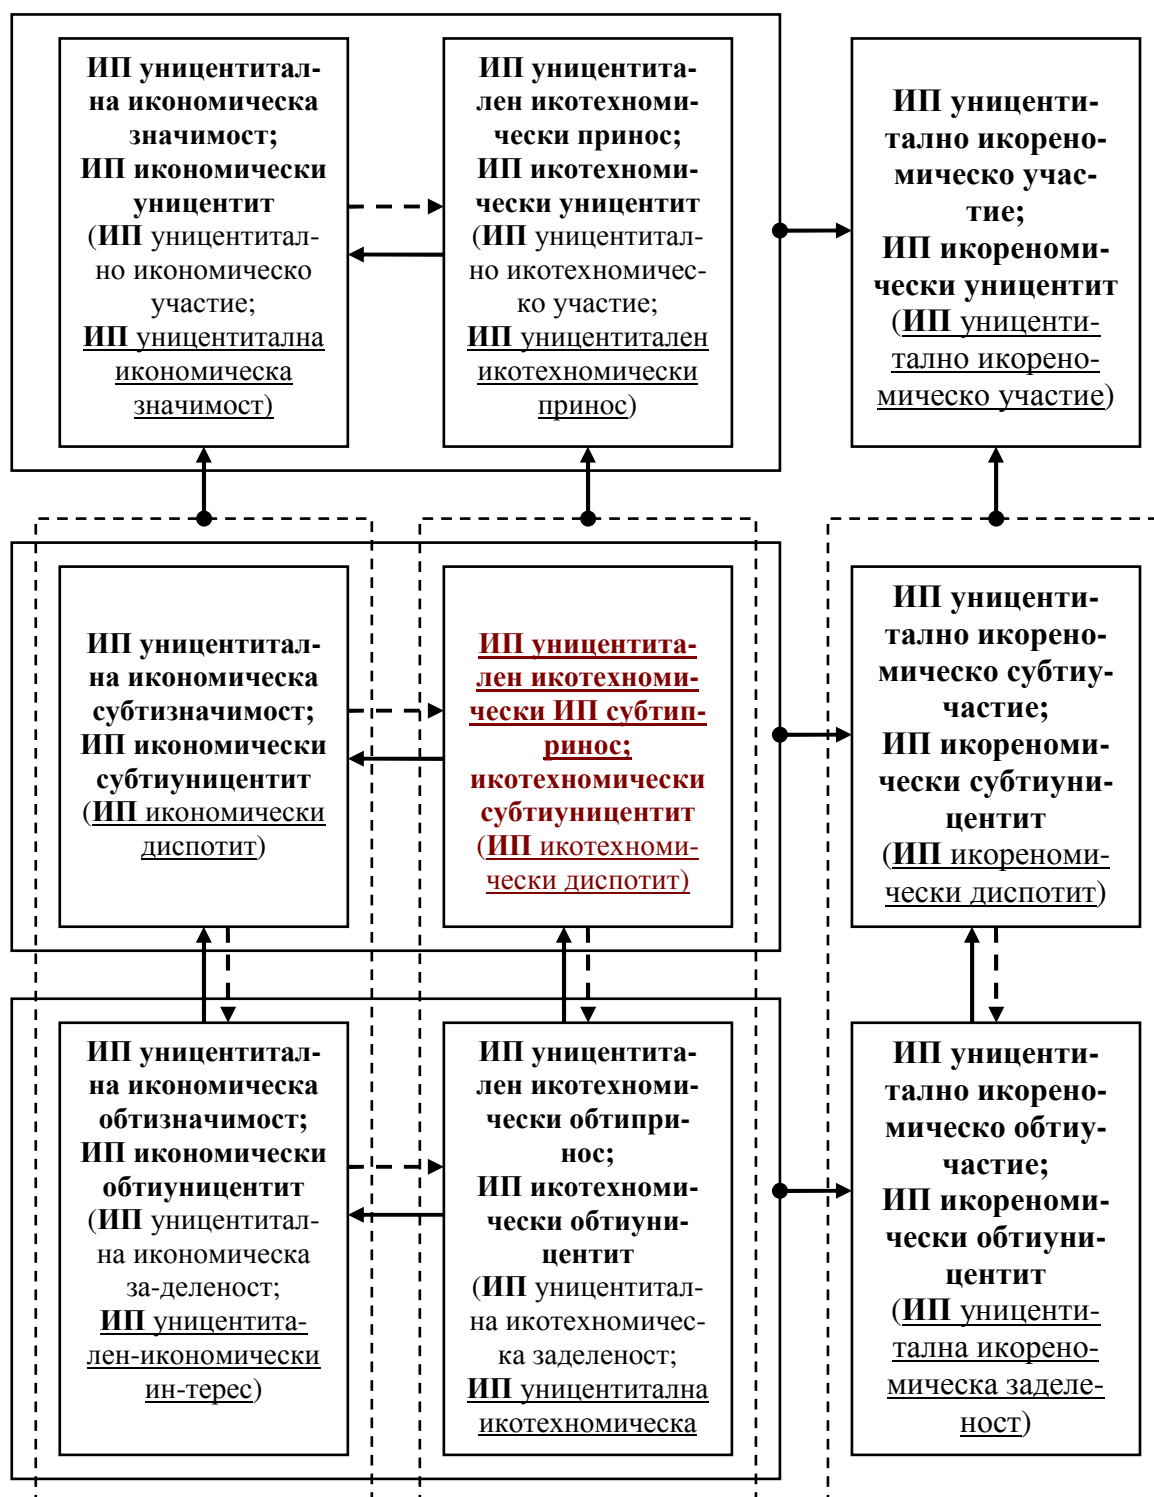 ИП уницентитал-
на икономическа
значимост;
ИП икономически
уницентит
(ИП уницентитал-
но икономическо
участие;
ИП уницентитална
икономическа
значимост)
ИП уницентита-
лен икотехноми-
чески принос;
ИП икотехноми-
чески уницентит
(ИП уницентитал-
но икотехномичес-
ко участие;
ИП уницентитален
икотехномически
принос)
ИП униценти-
тално икорено-
мическо учас-
тие;
ИП икореноми-
чески уницентит
(ИП униценти-
тално икорено-
мическо участие)
ИП уницентитал-
на икономическа
субтизначимост;
ИП икономически
субтиуницентит
(ИП икономически
диспотит)
ИП уницентита-
лен икотехноми-
чески ИП субтип-
ринос;
икотехномически
субтиуницентит
(ИП икотехноми-
чески диспотит)
ИП униценти-
тално икорено-
мическо субтиу-
частие;
ИП икореноми-
чески субтиуни-
центит
(ИП икореноми-
чески диспотит)
ИП уницентитал-
на икономическа
обтизначимост;
ИП икономически
обтиуницентит
(ИП уницентитал-
на икономическа
за-деленост;
ИП уницентита-
лен-икономически
ин-терес)
ИП уницентита-
лен икотехноми-
чески обтипри-
нос;
ИП икотехноми-
чески обтиуни-
центит
(ИП уницентитал-
на икотехномичес-
ка заделеност;
ИП уницентитална
икотехномическа
ИП униценти-
тално икорено-
мическо обтиу-
частие;
ИП икореноми-
чески обтиуни-
центит
(ИП униценти-
тална икорено-
мическа заделе-
ност)